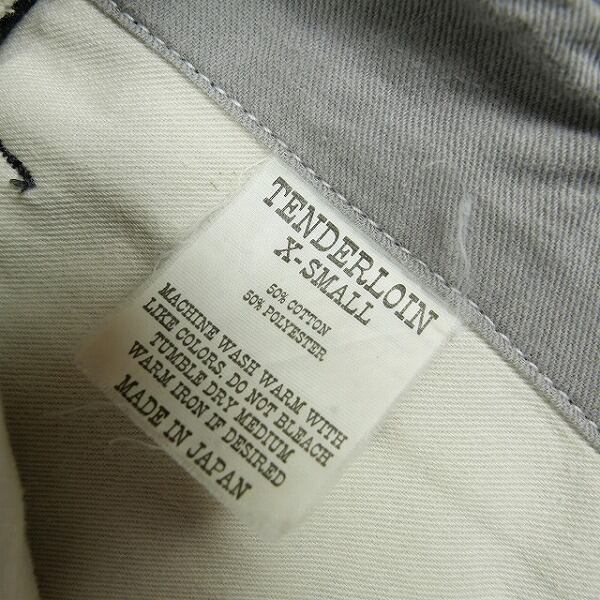 TENDERLOIN
X-SMALL
50% COTTON
50% POLYESTER
MACHINE WASH WARM WITH
LIKE COLORS, DO NOT BLEACH
TUMBLE DRY MEDIUM
WARM IRON IF DESIRED
MADE IN JAPAN